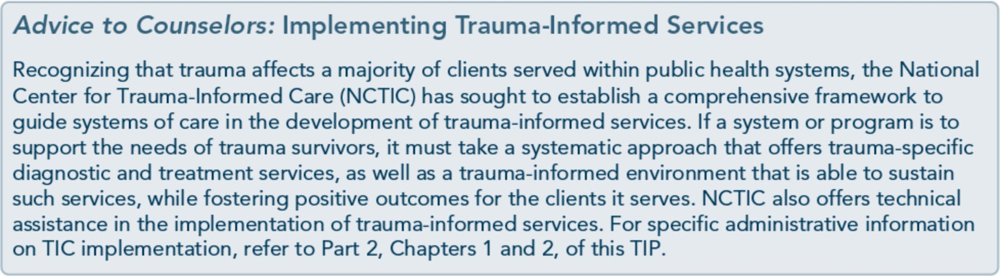 Advice to Counselors: Implementing Trauma-Informed Services
Recognizing that trauma affects a majority of clients served within public health systems, the National
Center for Trauma-Informed Care (NCTIC) has sought to establish a comprehensive framework to
guide systems of care in the development of trauma-informed services. If a system or program is to
support the needs of trauma survivors, it must take a systematic approach that offers trauma-specific
diagnostic and treatment services, as well as a trauma-informed environment that is able to sustain
such services, while fostering positive outcomes for the clients it serves. NCTIC also offers technical
assistance in the implementation of trauma-informed services. For specific administrative information
on TIC implementation, refer to Part 2, Chapters 1 and 2, of this TIP.